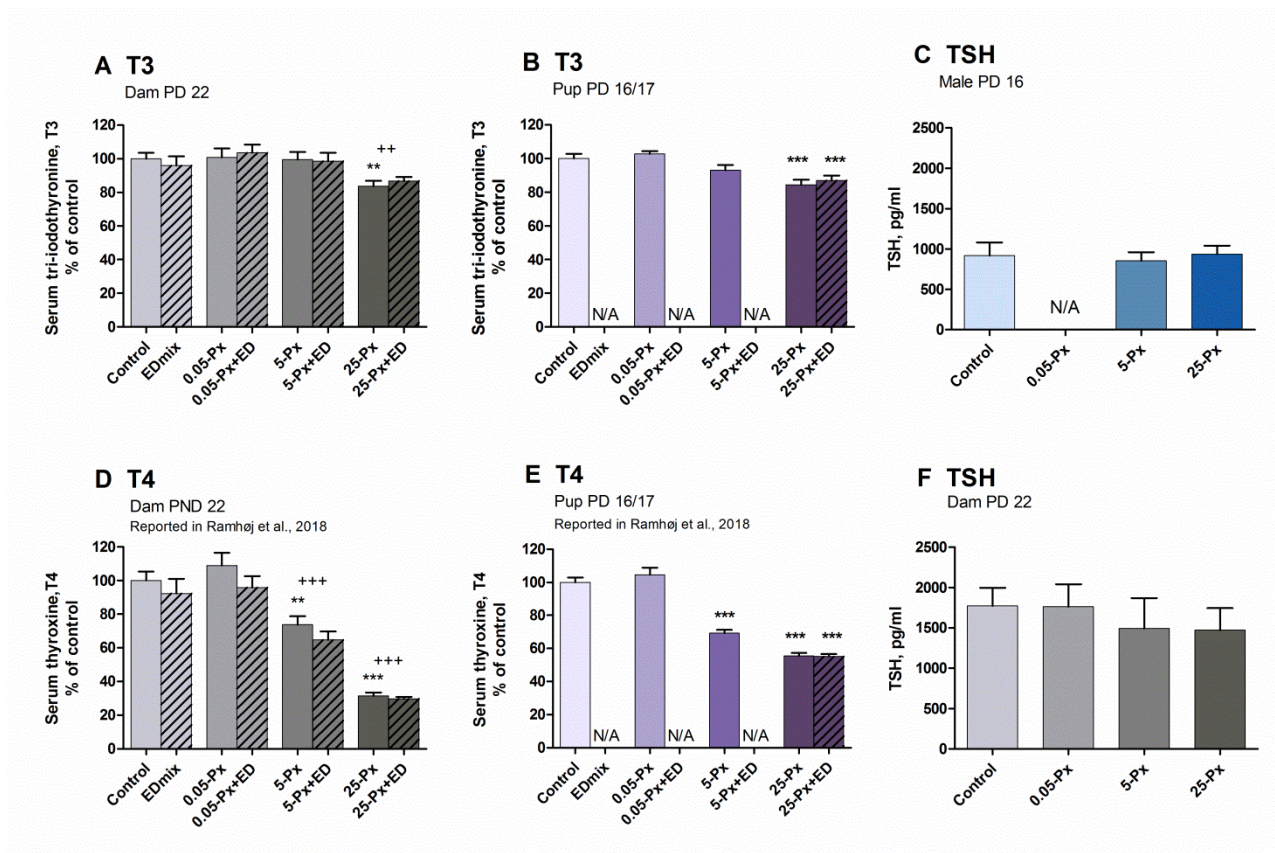 A T3
Dam PD 22
Serum tri-iodothyronine, T3
% of control
120
100
80
60
40
20
0
++
**
Control
EDmix
0.05-Px
0.05-Px+ED
5-Px
5-Px+ED
25-Px
25-Px+ED
B T3
Pup PD 16/17
Serum tri-iodothyronine, T3
% of control
120
100
80
60
40
20
0
*** ***
N/A N/A N/A
Control
EDmix
0.05-Px
0.05-Px+ED
5-Px
5-Px+ED
25-Px
25-Px+ED
C TSH
Male PD 16
TSH, pg/ml
2500
2000
1500
1000
500
0
N/A
Control
0.05-Px
5-Px
25-Px
D T4
Dam PND 22
Reported in Ramhøj et al., 2018
Serum thyroxine,T4
% of control
120
100
80
60
40
20
0
+++
**
+++
***
Control
EDmix
0.05-Px
0.05-Px+ED
5-Px
5-Px+ED
25-Px
25-Px+ED
E T4
Pup PD 16/17
Reported in Ramhøj et al., 2018
Serum thyroxine, T4
% of control
120
100
80
60
40
20
0
***
*** ***
N/A N/A N/A
Control
EDmix
0.05-Px
0.05-Px+ED
5-Px
5-Px+ED
25-Px
25-Px+ED
F TSH
Dam PD 22
TSH, pg/ml
2500
2000
1500
1000
500
0
Control
0.05-Px
5-Px
25-Px